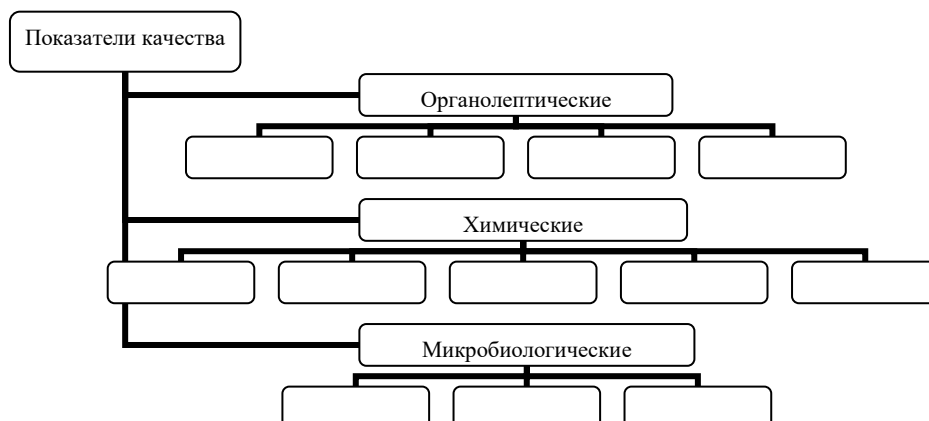 Показатели качества
Органолептические
Химические
Микробиологические